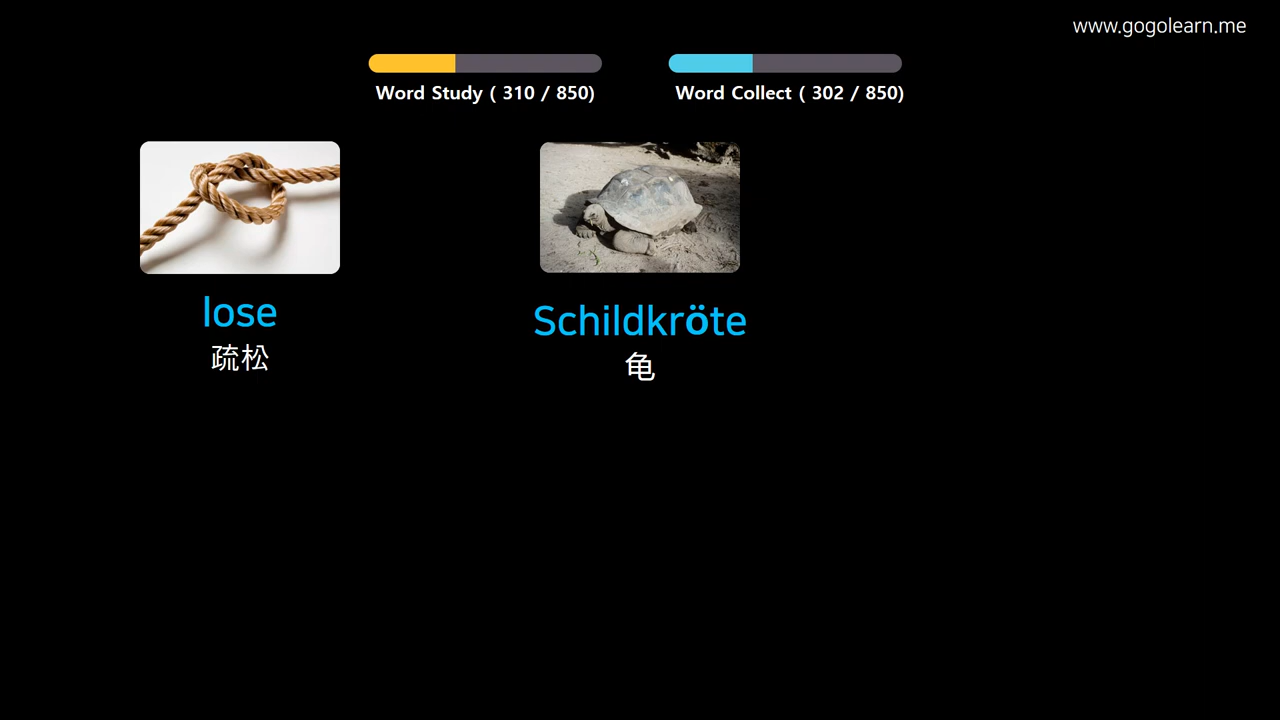 www.gogolearn.me
Word Study ( 310 / 850)
Word Collect ( 302 / 850)
lose
疏松
Schildkröte
龟